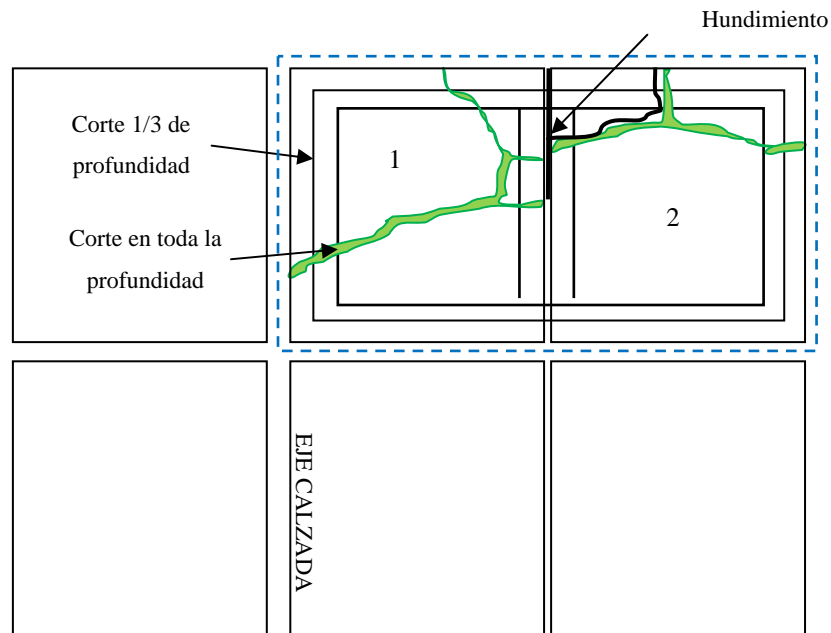 Hundimiento
Corte 1/3 de
profundidad
1
Corte en toda la
profundidad
2
EJE CALZADA